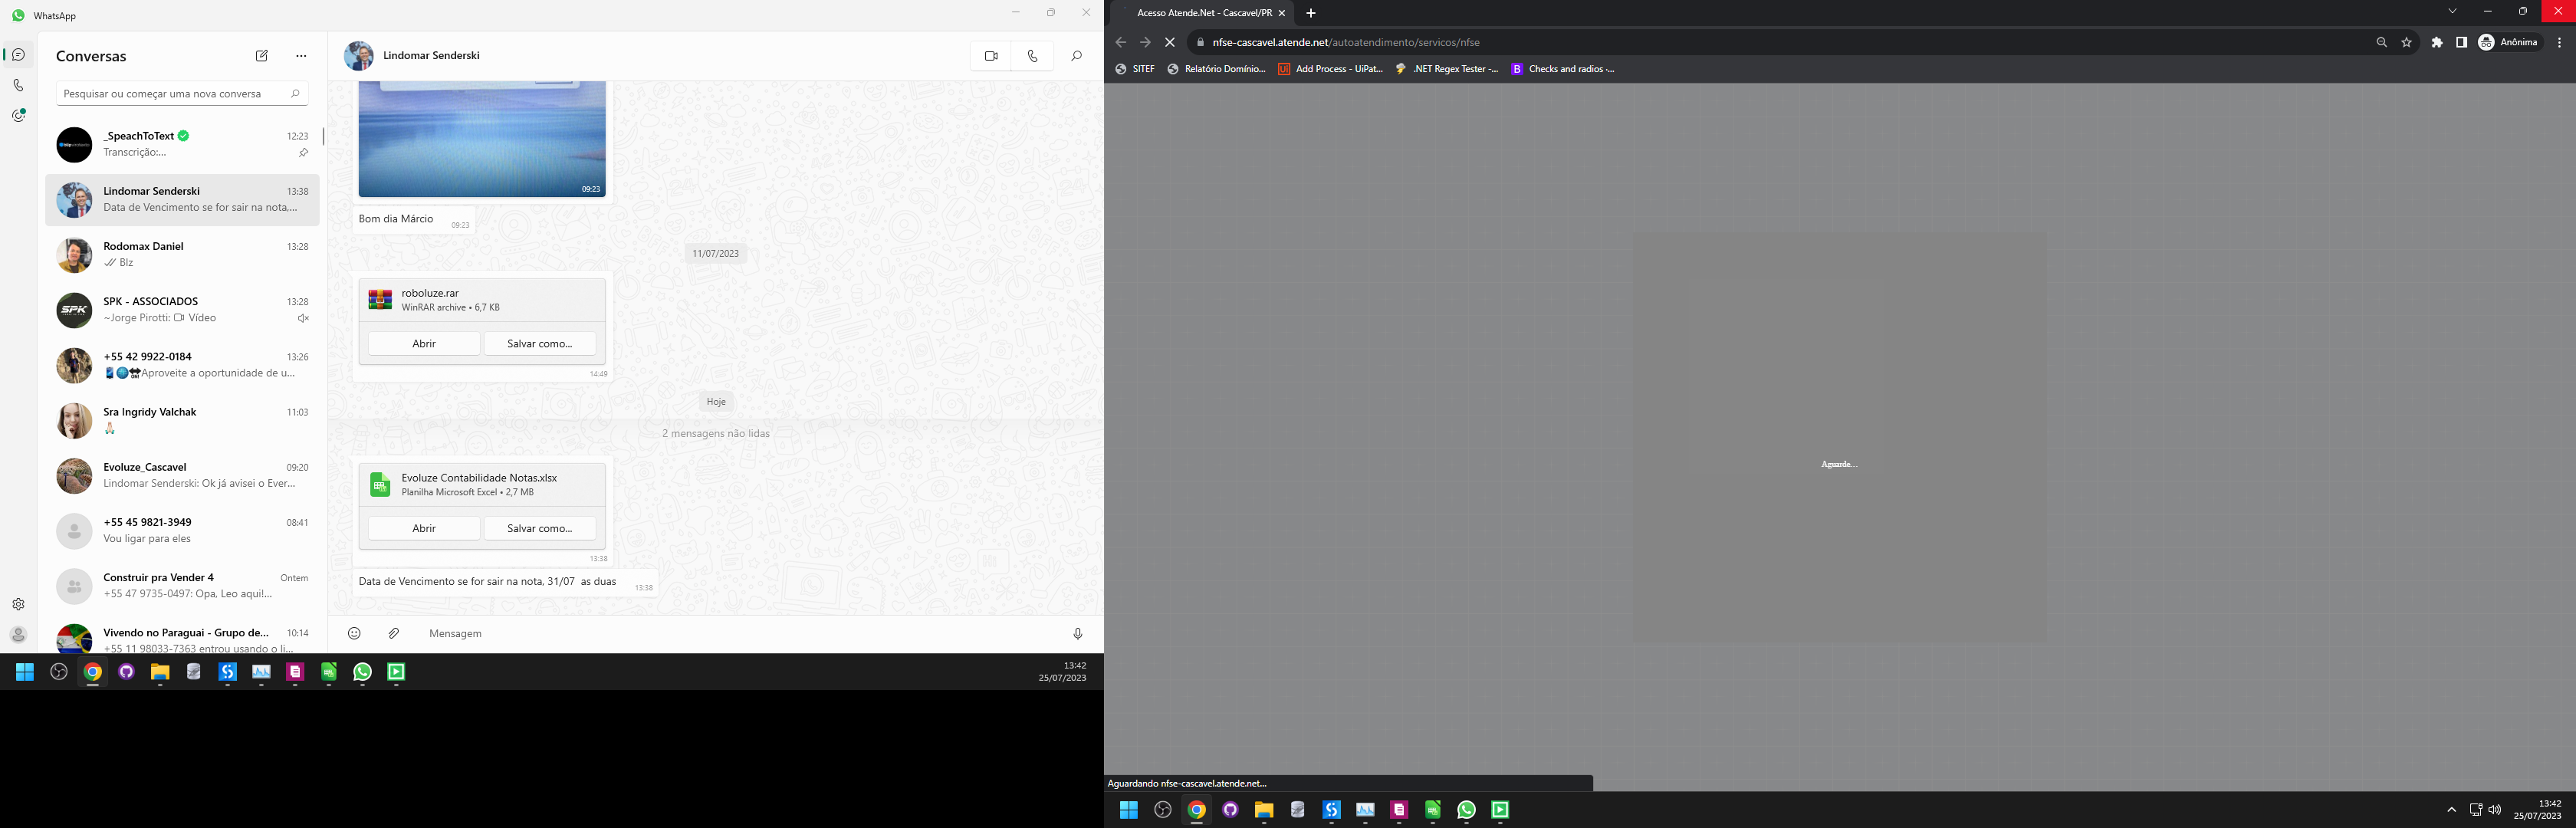 WhatsApp
Conversas
Pesquisar ou começar uma nova conversa
_SpeachToText 12:23
Transcrição:...
Lindomar Senderski 13:38
Data de Vencimento se for sair na nota,...
Rodomax Daniel 13:28
Blz
SPK - ASSOCIADOS 13:28
~Jorge Pirotti: Vídeo
+55 42 9922-0184 13:26
Aproveite a oportunidade de u...
Sra Ingridy Valchak 11:03
Evoluze_Cascavel 09:20
Lindomar Senderski: Ok já avisei o Ever...
+55 45 9821-3949 08:41
Vou ligar para eles
Construir pra Vender 4 Ontem
+55 47 9735-0497: Opa, Leo aqui!...
Vivendo no Paraguai - Grupo de... 10:14
+55 11 98033-7363 entrou usando o li...
Lindomar Senderski
09:23
Bom dia Márcio 09:23
11/07/2023
roboluze.rar
WinRAR archive • 6,7 KB
Abrir Salvar como...
14:49
Hoje
2 mensagens não lidas
Evoluze Contabilidade Notas.xlsx
Planilha Microsoft Excel • 2,7 MB
Abrir Salvar como...
13:38
Data de Vencimento se for sair na nota, 31/07 as duas 13:38
Mensagem
13:42
25/07/2023
Acesso Atende.Net - Cascavel/PR
nfse-cascavel.atende.net/autoatendimento/servicos/nfse
Anônima
SITEF Relatório Domínio... Add Process - UiPat... .NET Regex Tester -... Checks and radios -...
Aguarde...
Aguardando nfse-cascavel.atende.net...
13:42
25/07/2023